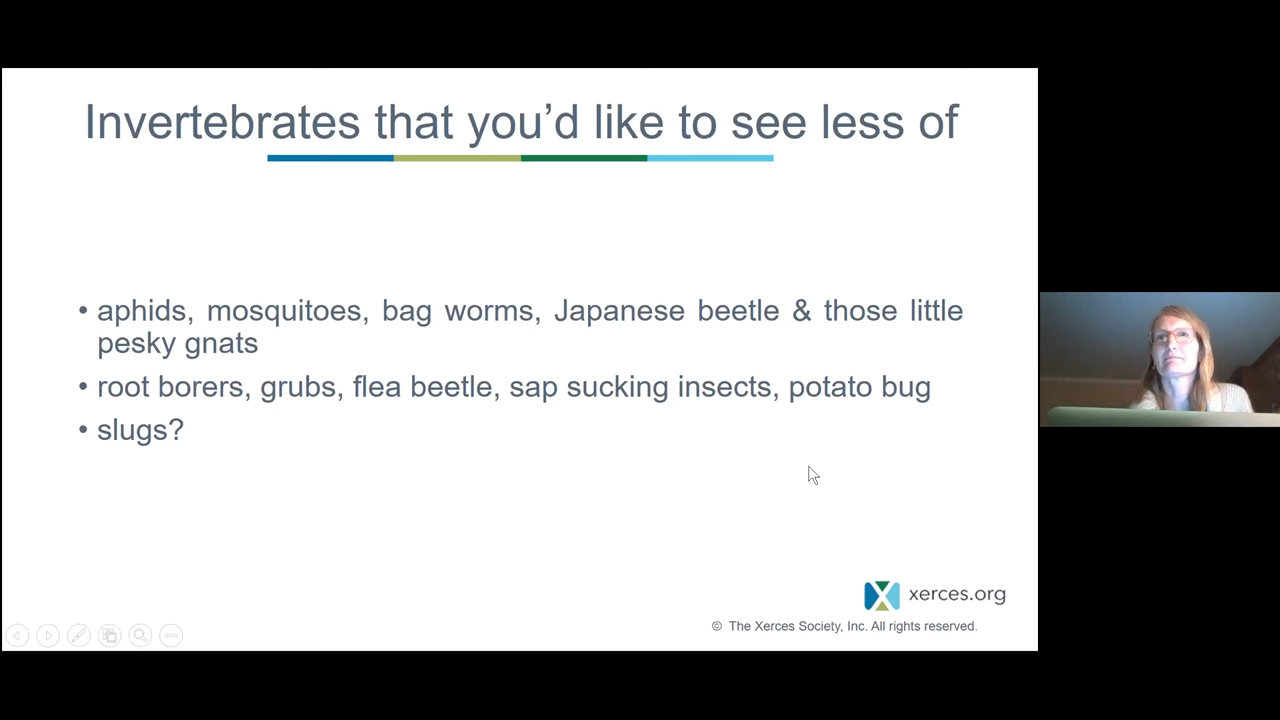 Invertebrates that you’d like to see less of
• aphids, mosquitoes, bag worms, Japanese beetle & those little
pesky gnats
• root borers, grubs, flea beetle, sap sucking insects, potato bug
• slugs?
xerces.org
© The Xerces Society, Inc. All rights reserved.